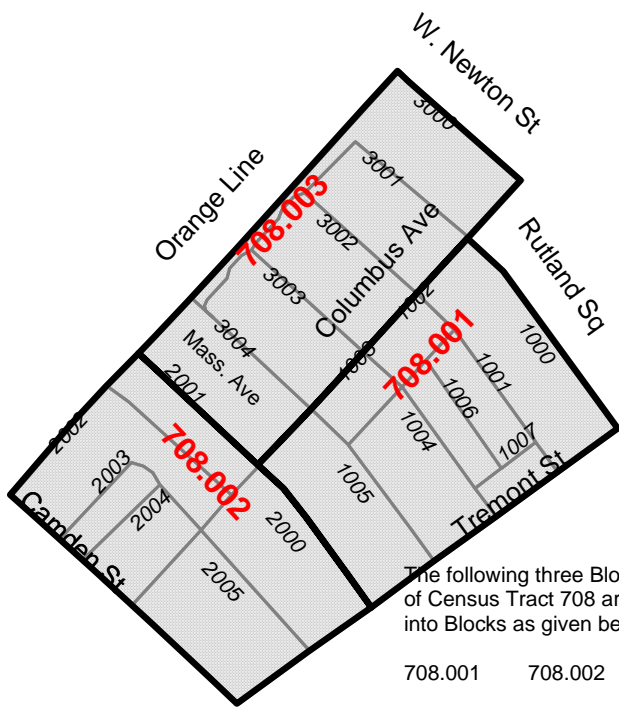 W. Newton St
3000
Orange Line
3001
708.003
3002
Columbus Ave
Rutland Sq
3003
1002
1000
3004
Mass. Ave
1003
708.001
1001
2001
1006
2002
1004
1007
708.002
2003
1005
Tremont St
2004
2000
Camden St
2005
The following three Blo
of Census Tract 708 ar
into Blocks as given be
708.001 708.002